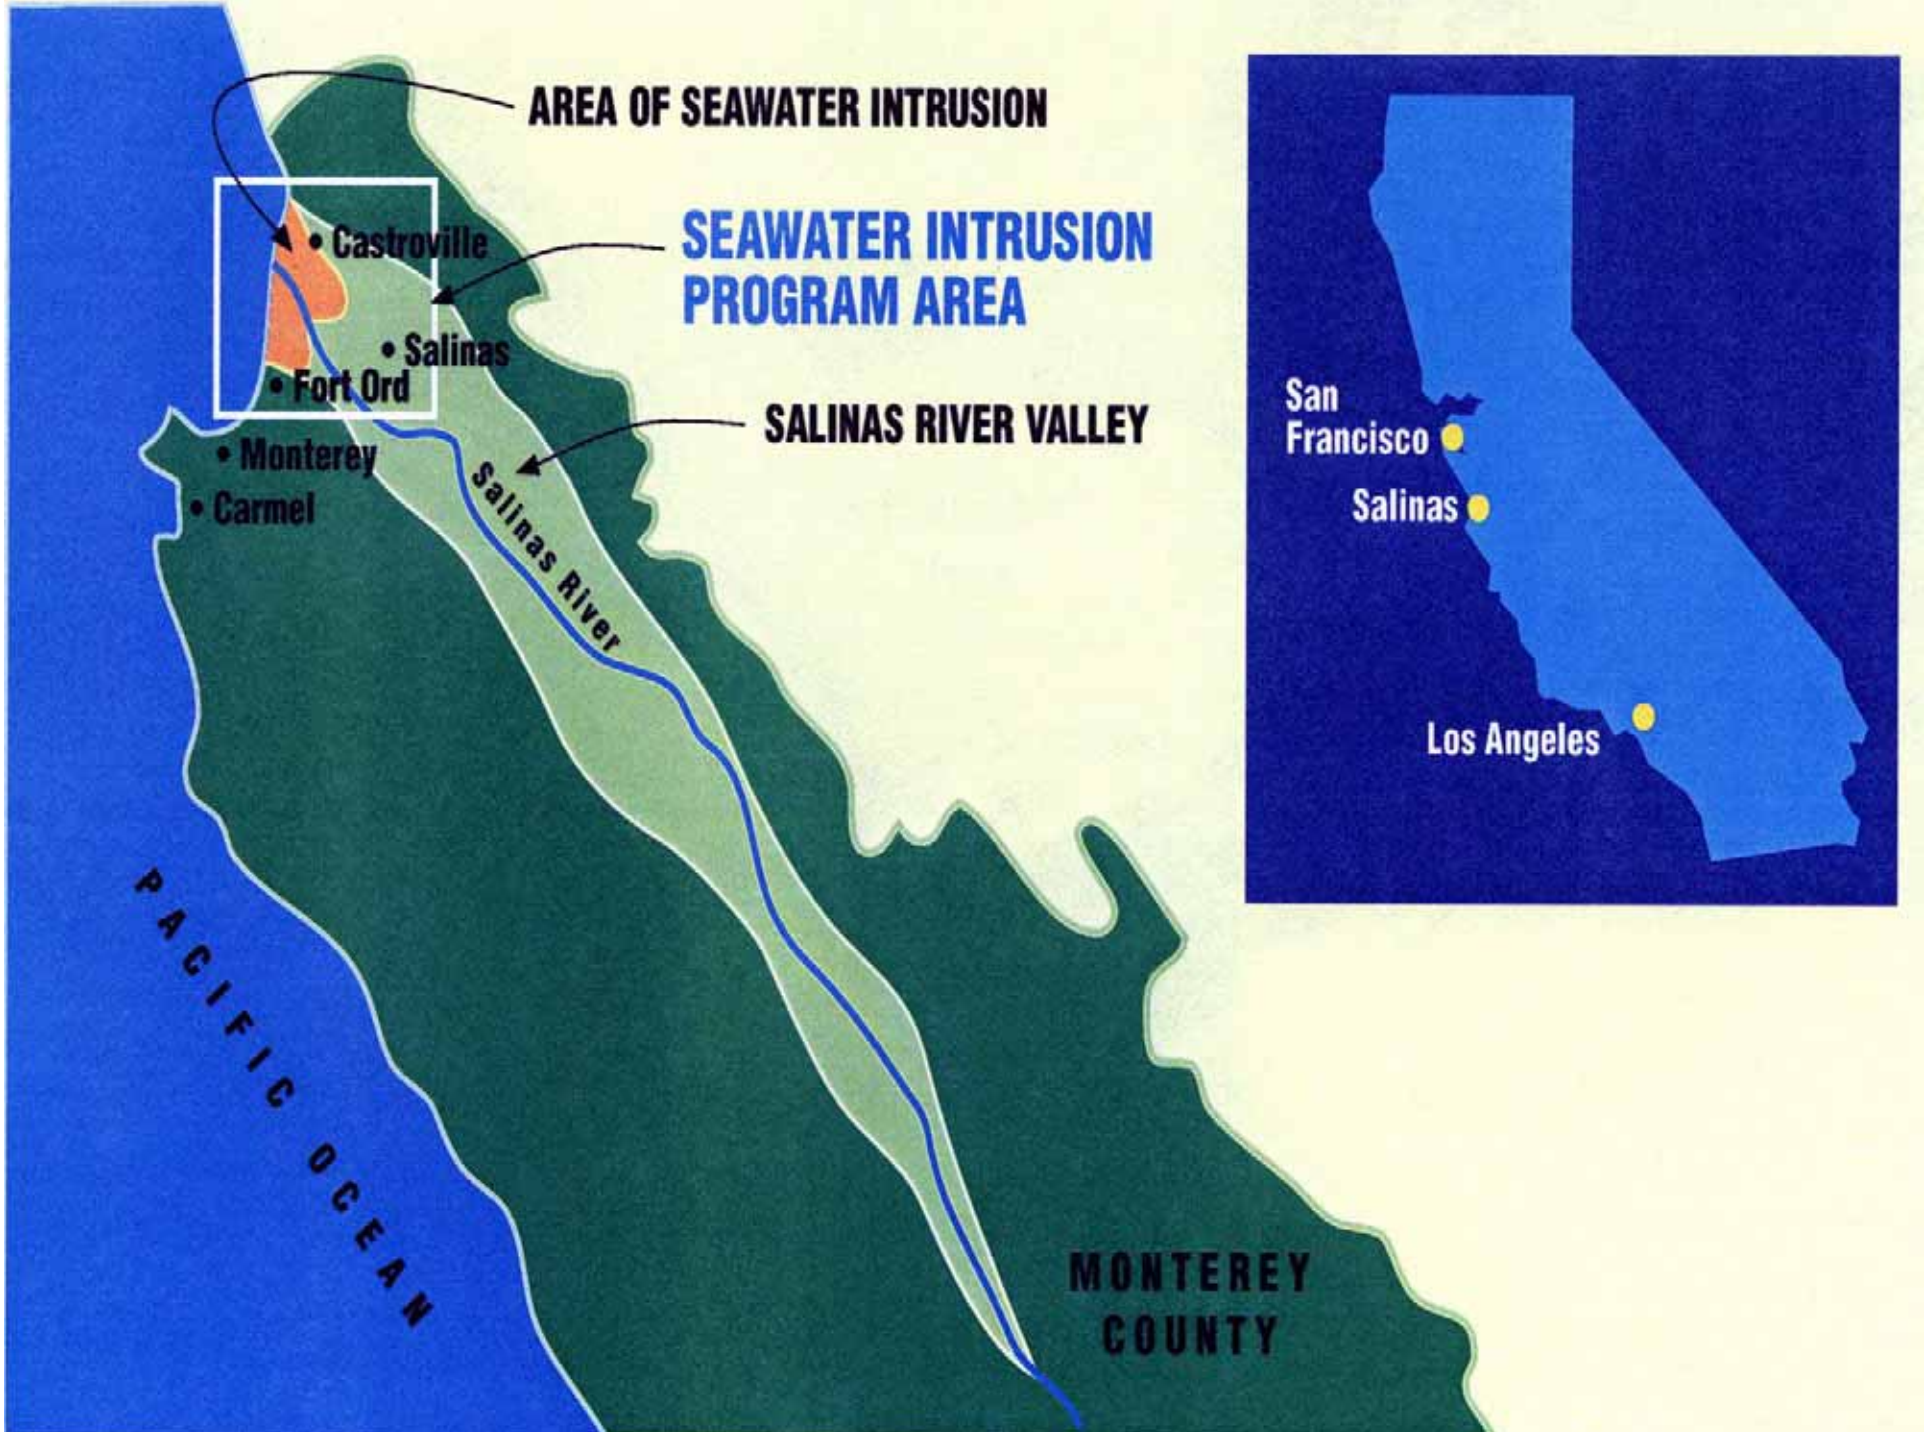 AREA OF SEAWATER INTRUSION
SEAWATER INTRUSION
PROGRAM AREA
SALINAS RIVER VALLEY
• Castroville
• Salinas
• Fort Ord
• Monterey
• Carmel
Salinas River
PACIFIC OCEAN
MONTEREY
COUNTY
San
Francisco
Salinas
Los Angeles